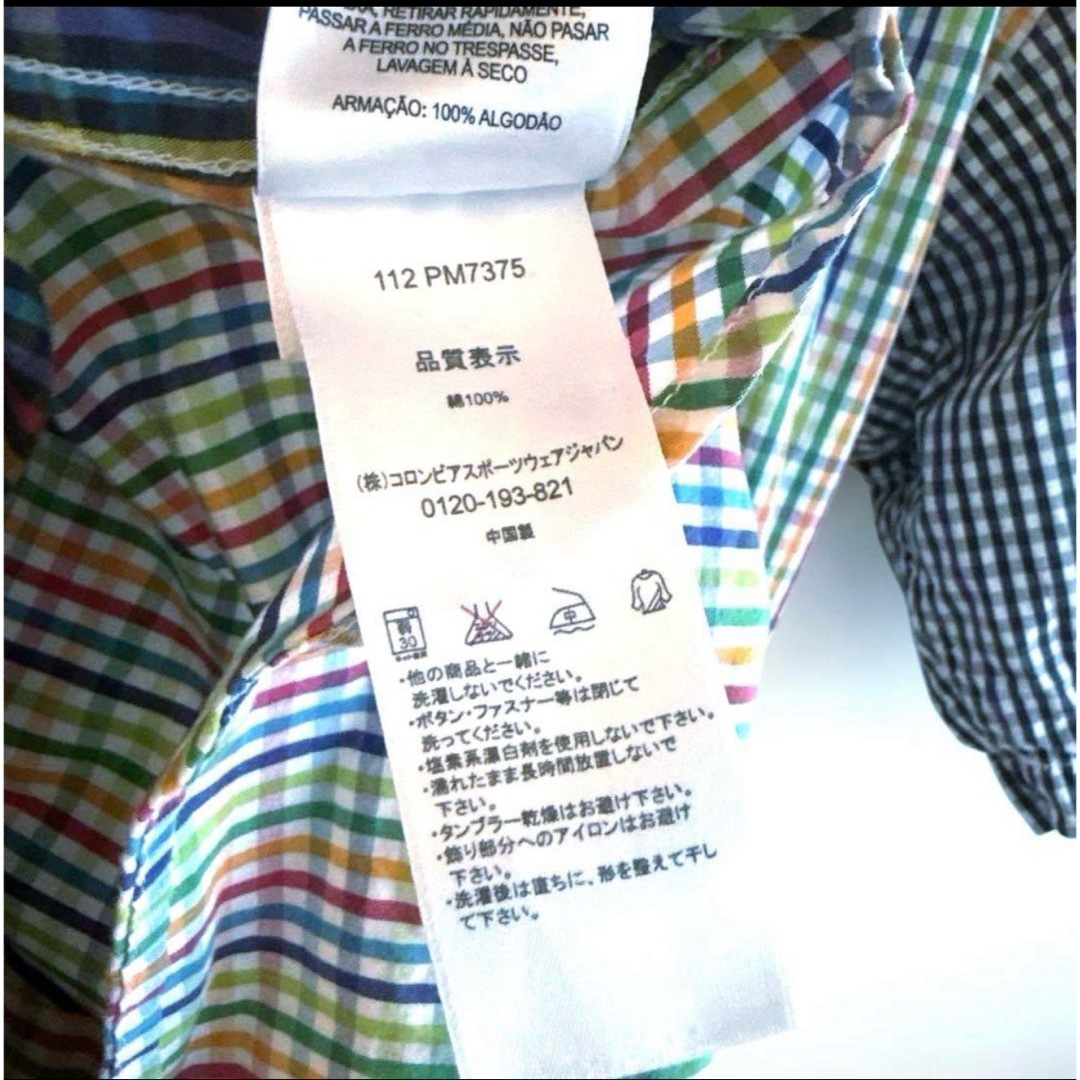 RETIRAR RAPIDAMENTE,
PASSAR A FERRO MÉDIA, NÃO PASSAR
A FERRO NO TRESPASSE,
LAVAGEM À SECO
ARMAÇÃO: 100% ALGODÃO
112 PM7375
品質表示
綿100%
(株)コロンビアスポーツウェアジャパン
0120-193-821
中国製
弱
30
中
・他の商品と一緒に
洗濯しないでください。
・ボタン・ファスナー等は閉じて
洗ってください。
・塩素系漂白剤を使用しないで下さい。
・濡れたまま長時間放置しないで
下さい。
・タンブラー乾燥はお避け下さい。
・飾り部分へのアイロンはお避け
下さい。
・洗濯後は直ちに、形を整えて干し
て下さい。